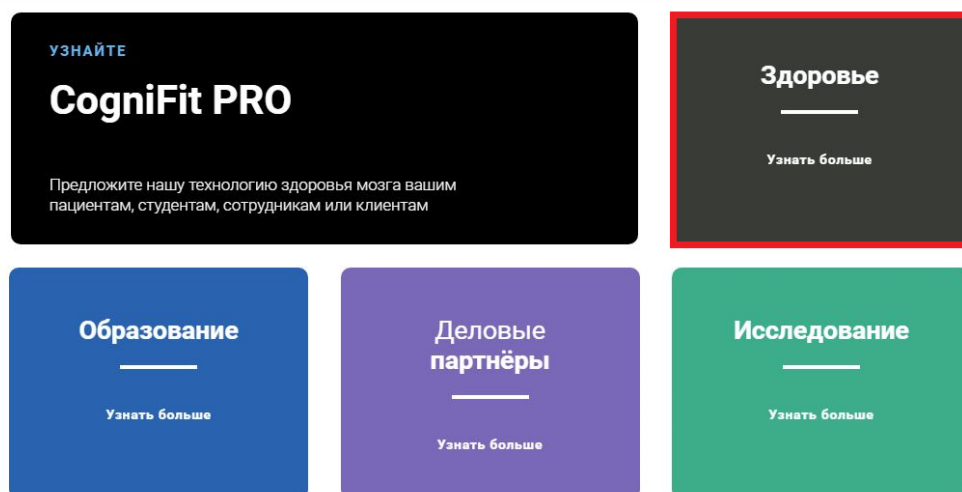 УЗНАЙТЕ
CogniFit PRO
Предложите нашу технологию здоровья мозга вашим
пациентам, студентам, сотрудникам или клиентам
Здоровье
Узнать больше
Образование
Узнать больше
Деловые
партнёры
Узнать больше
Исследование
Узнать больше